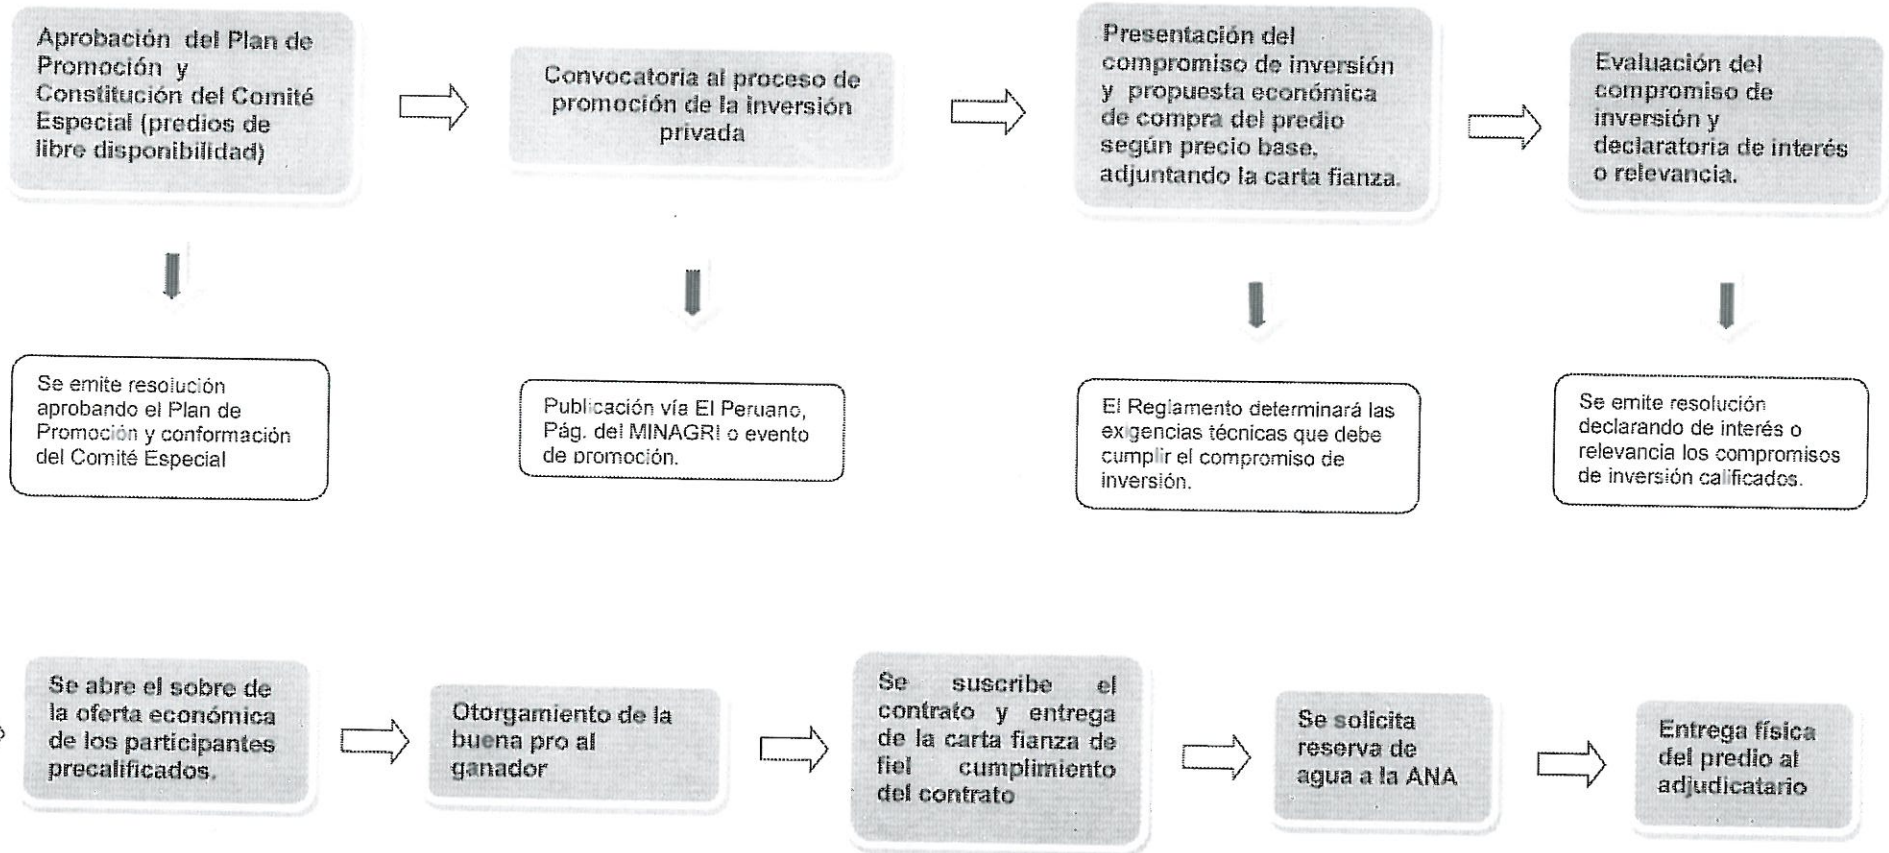 Aprobación del Plan de
Promoción y
Constitución del Comité
Especial (predios de
libre disponibilidad)
Convocatoria al proceso de
promoción de la inversión
privada
Presentación del
compromiso de inversión
y propuesta económica
de compra del predio
según precio base,
adjuntando la carta fianza.
Evaluación del
compromiso de
inversión y
declaratoria de interés
o relevancia.
Se emite resolución
aprobando el Plan de
Promoción y conformación
del Comité Especial
Publicación vía El Peruano,
Pág. del MINAGRI o evento
de promoción.
El Reglamento determinará las
exigencias técnicas que debe
cumplir el compromiso de
inversión.
Se emite resolución
declarando de interés o
relevancia los compromisos
de inversión calificados.
Se abre el sobre de
la oferta económica
de los participantes
precalificados.
Otorgamiento de la
buena pro al
ganador
Se suscribe el
contrato y entrega
de la carta fianza de
fiel cumplimiento
del contrato
Se solicita
reserva de
agua a la ANA
Entrega física
del predio al
adjudicatario